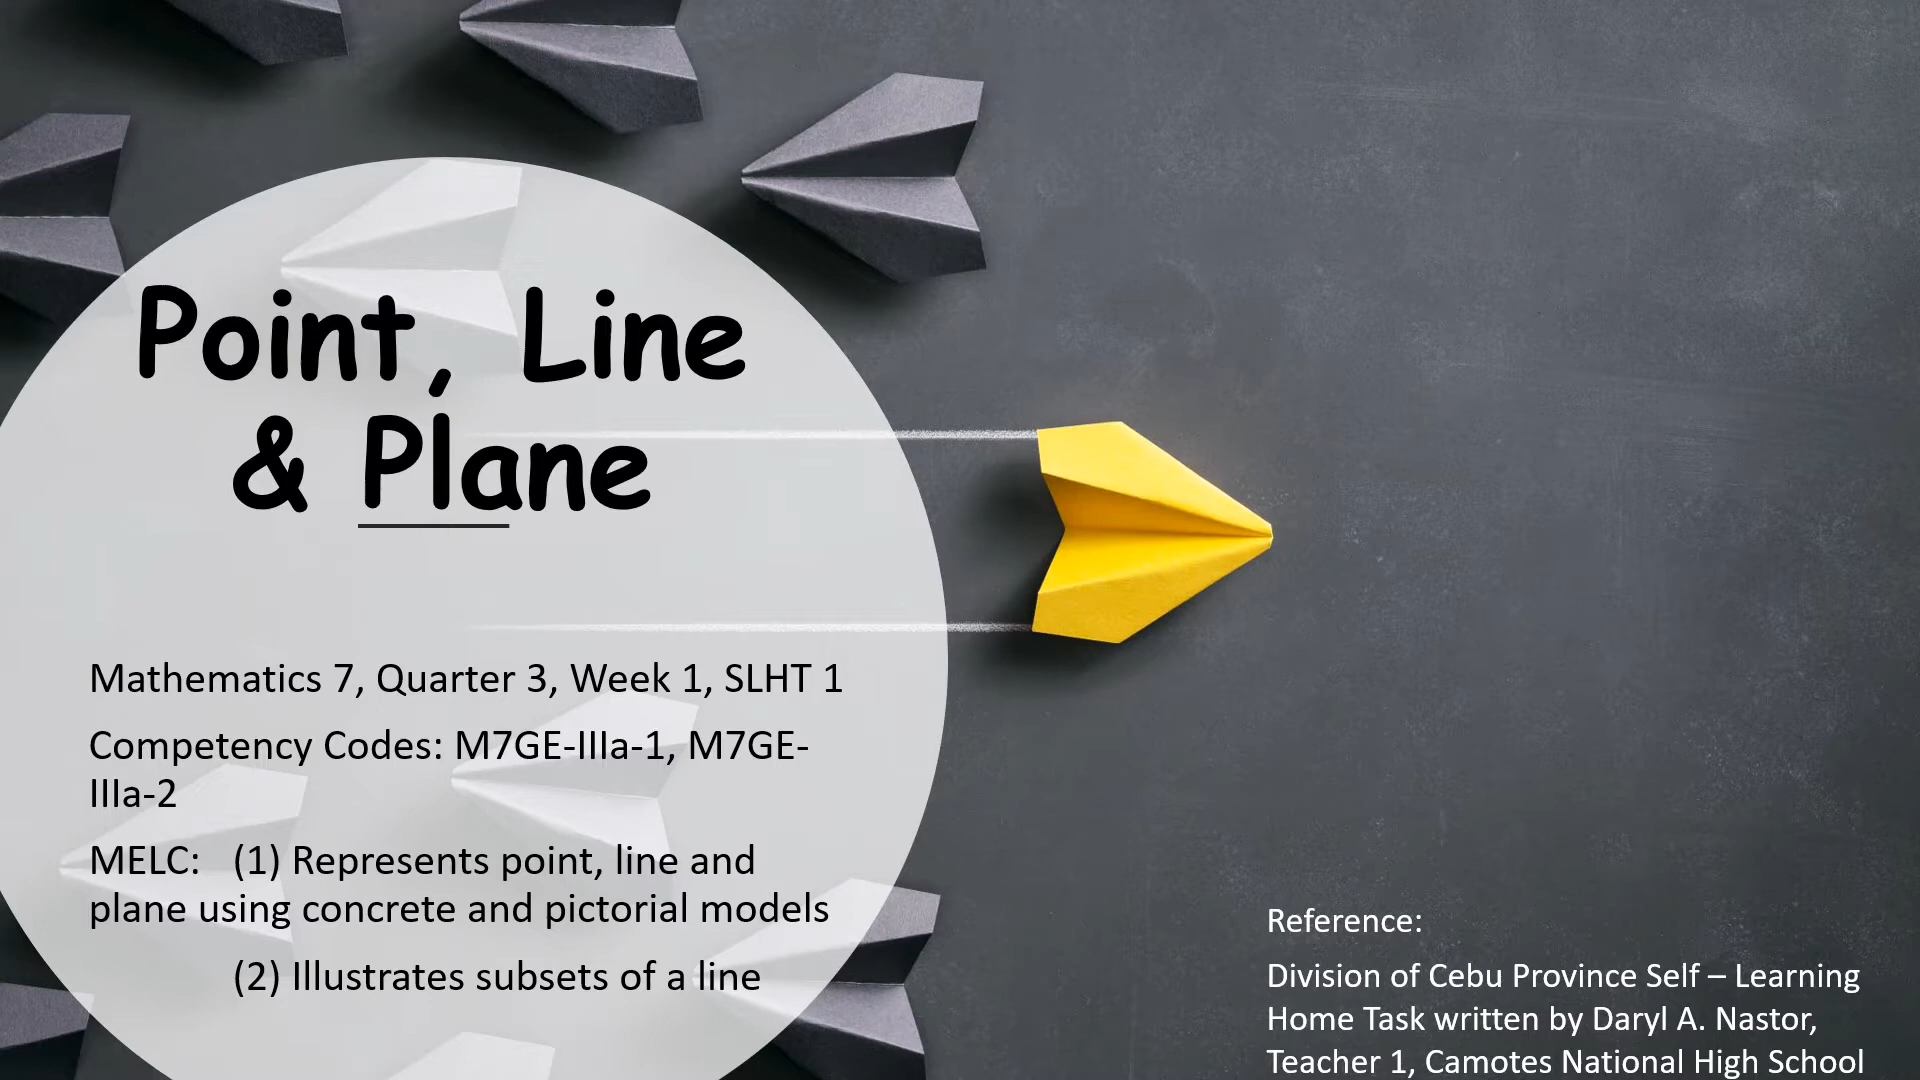 Point, Line
& Plane
Mathematics 7, Quarter 3, Week 1, SLHT 1
Competency Codes: M7GE-IIIa-1, M7GE-
IIIa-2
MELC: (1) Represents point, line and
plane using concrete and pictorial models
(2) Illustrates subsets of a line
Reference:
Division of Cebu Province Self – Learning
Home Task written by Daryl A. Nastor,
Teacher 1, Camotes National High School